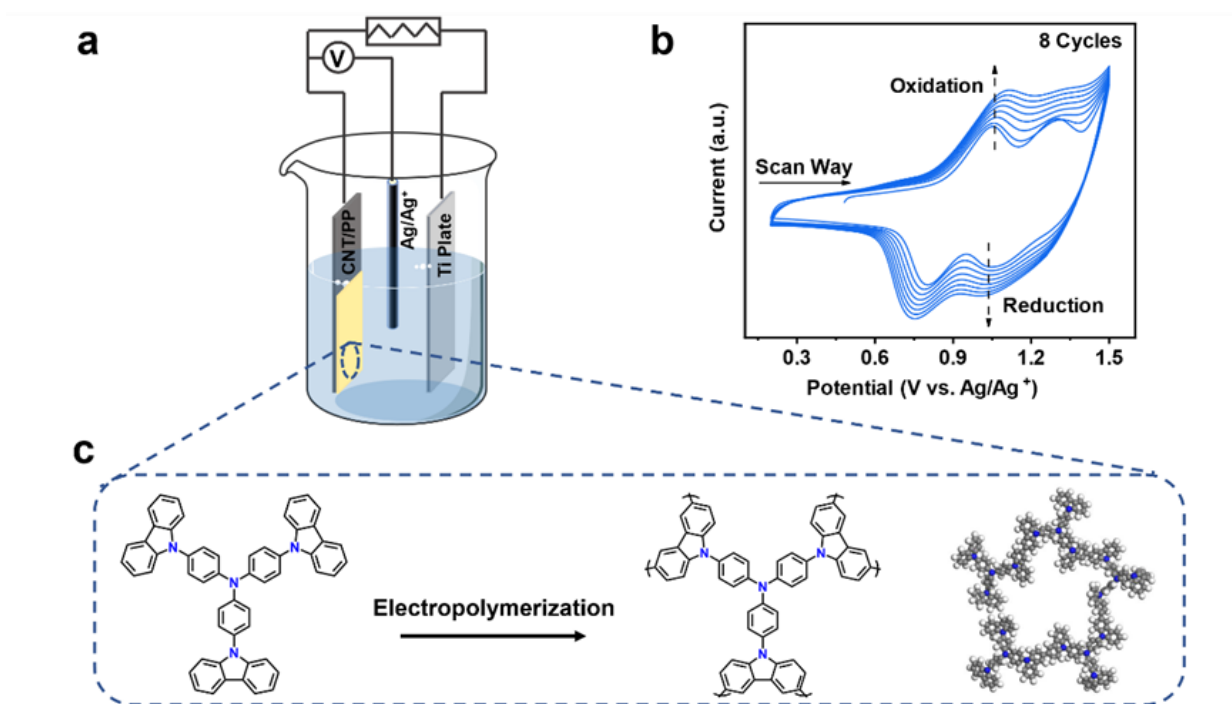 a
V
CNT/PP
Ag/Ag⁺
Ti Plate
b
8 Cycles
Oxidation
Scan Way
Reduction
Current (a.u.)
0.3 0.6 0.9 1.2 1.5
Potential (V vs. Ag/Ag⁺)
c
N N
N
N
Electropolymerization
N N
N
N